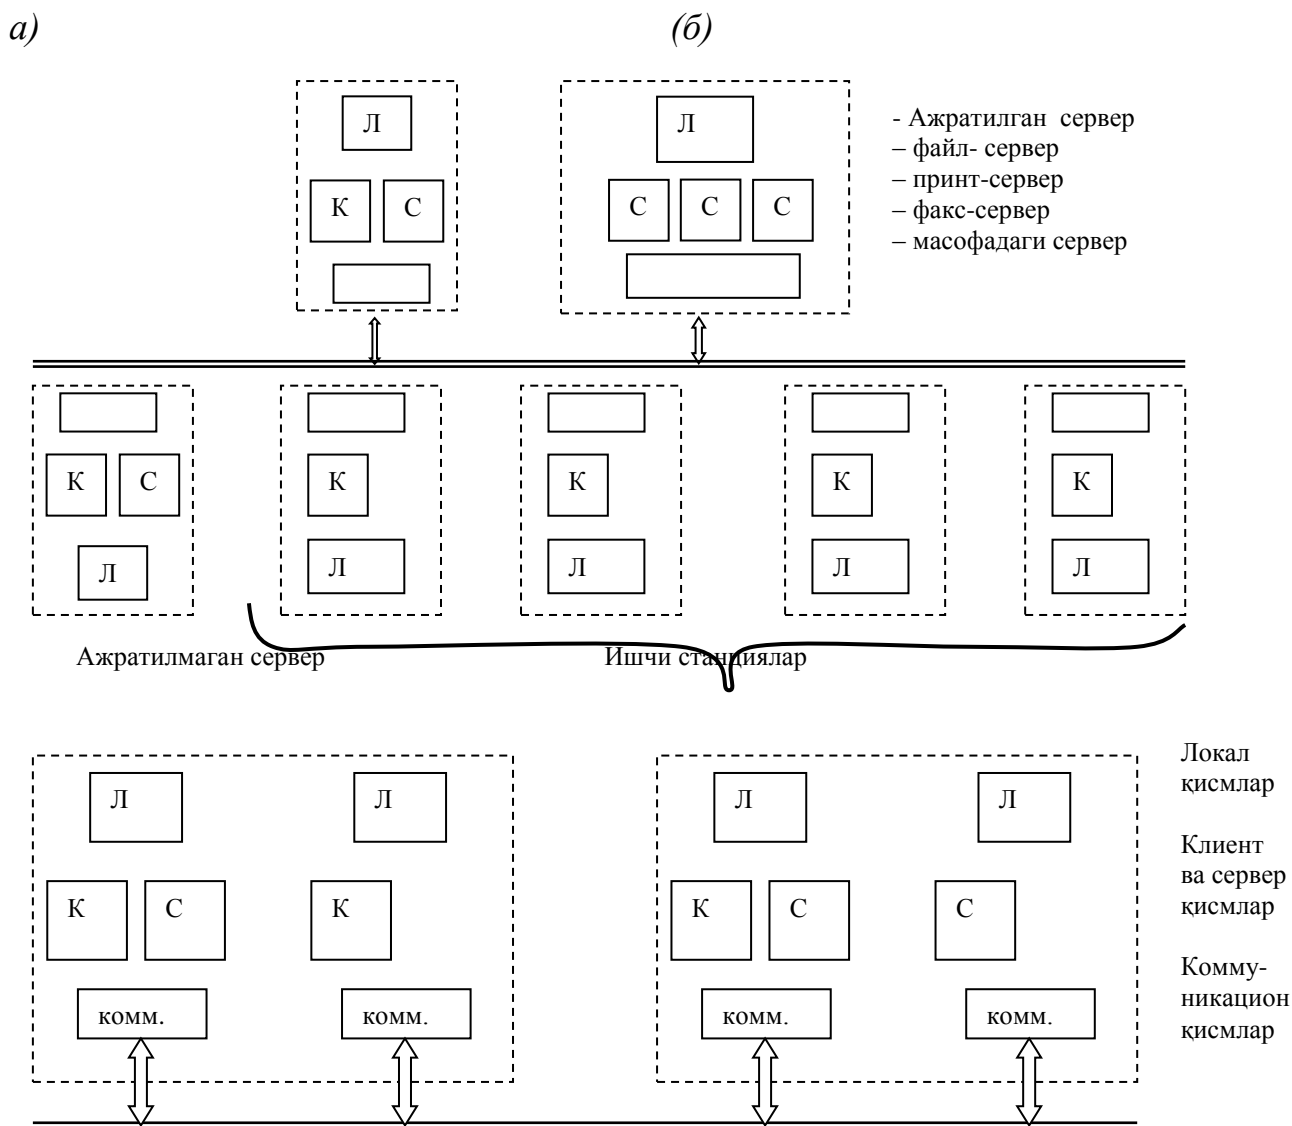 а)
(б)
Л
К С
Л
С С С
- Ажратилган сервер
– файл- сервер
– принт-сервер
– факс-сервер
– масофадаги сервер
К С
Л
К
Л
К
Л
К
Л
К
Л
Ажратилмаган сервер
Ишчи станциялар
Л
К С
комм.
Л
К
комм.
Л
К С
комм.
Л
С
комм.
Локал
қисмлар
Клиент
ва сервер
қисмлар
Комму-
никацион
қисмлар